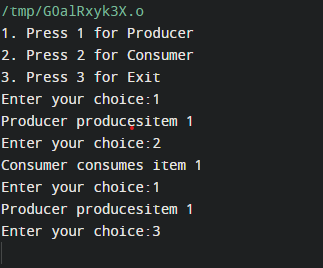 /tmp/GOalRxyk3X.o
1. Press 1 for Producer
2. Press 2 for Consumer
3. Press 3 for Exit
Enter your choice:1
Producer producesitem 1
Enter your choice:2
Consumer consumes item 1
Enter your choice:1
Producer producesitem 1
Enter your choice:3